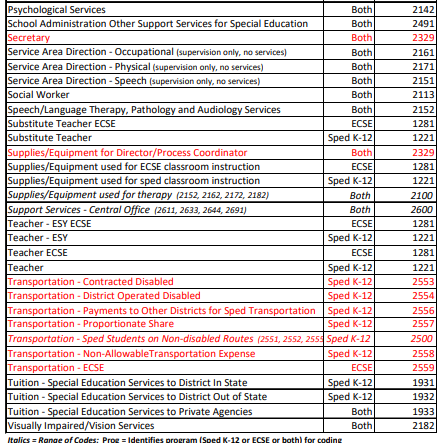 Psychological Services Both 2142
School Administration Other Support Services for Special Education Both 2491
Secretary Both 2329
Service Area Direction - Occupational (supervision only, no services) Both 2161
Service Area Direction - Physical (supervision only, no services) Both 2171
Service Area Direction - Speech (supervision only, no services) Both 2151
Social Worker Both 2113
Speech/Language Therapy, Pathology and Audiology Services Both 2152
Substitute Teacher ECSE ECSE 1281
Substitute Teacher Sped K-12 1221
Supplies/Equipment for Director/Process Coordinator Both 2329
Supplies/Equipment used for ECSE classroom instruction ECSE 1281
Supplies/Equipment used for sped classroom instruction Sped K-12 1221
Supplies/Equipment used for therapy (2152, 2162, 2172, 2182) Both 2100
Support Services - Central Office (2611, 2633, 2644, 2691) Both 2600
Teacher - ESY ECSE ECSE 1281
Teacher - ESY Sped K-12 1221
Teacher ECSE ECSE 1281
Teacher Sped K-12 1221
Transportation - Contracted Disabled Sped K-12 2553
Transportation - District Operated Disabled Sped K-12 2554
Transportation - Payments to Other Districts for Sped Transportation Sped K-12 2556
Transportation - Proportionate Share Sped K-12 2557
Transportation - Sped Students on Non-disabled Routes (2551, 2552, 2555 Sped K-12 2500
Transportation - Non-AllowableTransportation Expense Sped K-12 2558
Transportation - ECSE ECSE 2559
Tuition - Special Education Services to District In State Sped K-12 1931
Tuition - Special Education Services to District Out of State Sped K-12 1932
Tuition - Special Education Services to Private Agencies Both 1933
Visually Impaired/Vision Services Both 2182
Italics = Range of Codes; Prog = Identifies program (Sped K-12 or ECSE or both) for coding